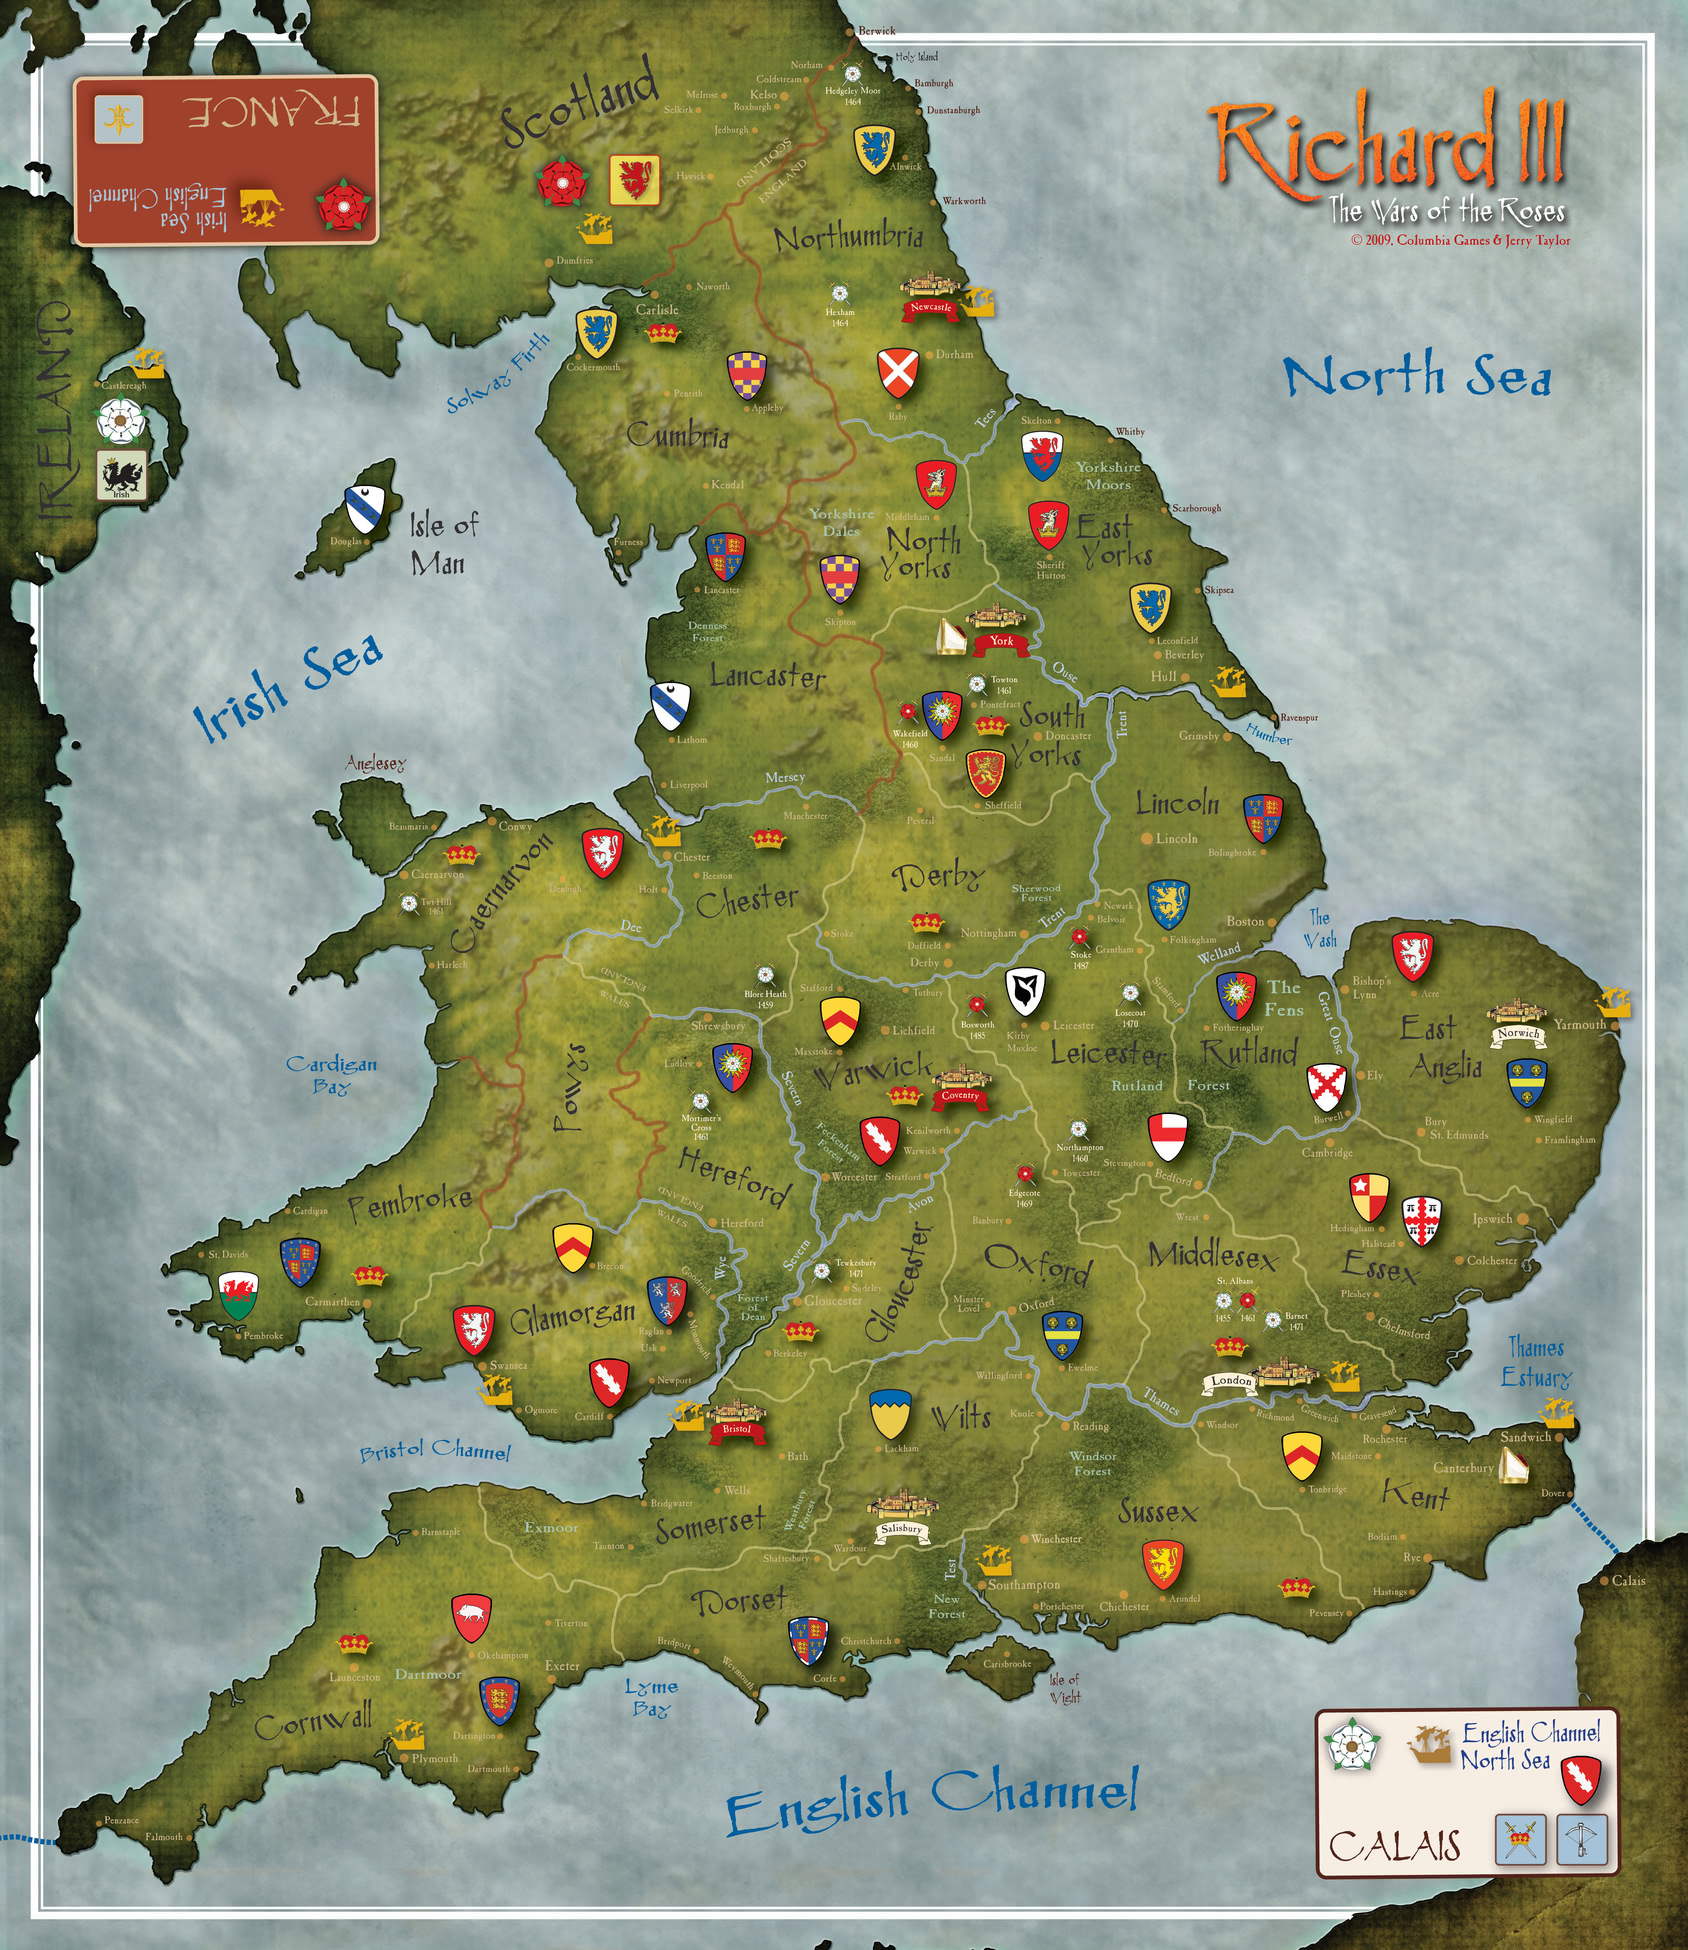 Richard III
The Wars of the Roses
© 2009, Columbia Games & Jerry Taylor
FRANCE
Irish Sea
English Channel
Scotland
Berwick
Holy Island
Norham
Coldstream
Hedgeley Moor
1464
Bamburgh
Melrose
Kelso
Selkirk
Roxburgh
Dunstanburgh
Jedburgh
SCOTLAND
ENGLAND
Alnwick
Havick
Warkworth
Northumbria
Dumfries
Naworth
Carlisle
Hexham
1464
Newcastle
IRELAND
Solway Firth
Cockermouth
Durham
North Sea
Castlereagh
Irish
Penrith
Appleby
Raby
Tees
Skelton
Whitby
Cumbria
Yorkshire
Moors
Kendal
Isle of
Man
Douglas
Yorkshire
Dales
Middleham
North
Yorks
Scarborough
East
Yorks
Furness
Sheriff
Hutton
Lancaster
Skipton
Skipsea
Denness
Forest
York
Leconfield
Beverley
Irish Sea
Lancaster
Ouse
Hull
Towton
1461
Pontefract
South
Yorks
Doncaster
Trent
Ravenspur
Humber
Grimsby
Wakefield
1460
Sandal
Lathom
Anglesey
Liverpool
Mersey
Manchester
Sheffield
Peveril
Lincoln
Lincoln
Bolingbroke
Beaumaris
Conwy
Chester
Beeston
Caernarvon
Caernarvon
Denbigh
Holt
Chester
Derby
Sherwood
Forest
Twt Hill
1461
Newark
Belvoir
Trent
Dee
Stoke
Duffield
Derby
Nottingham
Stoke
1487
Grantham
Folkingham
Boston
The
Wash
Welland
Harlech
ENGLAND
WALES
Blore Heath
1459
Stafford
Tutbury
Bosworth
1485
Losecoat
1470
Stamford
The
Fens
Bishop's
Lynn
Acre
Great Ouse
Norwich
Yarmouth
Shrewsbury
Maxstoke
Lichfield
Kirby
Muxloe
Leicester
Fotheringhay
East
Anglia
Cardigan
Bay
Powys
Ludlow
Severn
Warwick
Leicester
Rutland
Ely
Rutland
Forest
Coventry
Mortimer's
Cross
1461
Feckenham
Forest
Kenilworth
Warwick
Burwell
Wingfield
Bury
St. Edmunds
Framlingham
Northampton
1460
Cambridge
Hereford
Worcester
Stratford
Towcester
Stevington
Bedford
Pembroke
Cardigan
ENGLAND
WALES
Hereford
Avon
Edgecote
1469
Banbury
Wrest
Hedingham
Halstead
Ipswich
St. Davids
Brecon
Wye
Severn
Tewkesbury
1471
Sudeley
Gloucester
Oxford
Middlesex
Essex
Colchester
Carmarthen
Pembroke
Glamorgan
Goodrich
Forest
of
Dean
Gloucester
Minster
Lovel
Oxford
St. Albans
1455
1461
Barnet
1471
Pleshey
Chelmsford
Raglan
Usk
Monmouth
Berkeley
Ewelme
Thames
Estuary
Swansea
Newport
Wallingford
London
Ogmore
Cardiff
Bristol
Wilts
Knole
Reading
Thames
Windsor
Richmond
Greenwich
Gravesend
Rochester
Sandwich
Bristol Channel
Lackham
Bath
Windsor
Forest
Maidstone
Canterbury
Tonbridge
Kent
Dover
Wells
Bridgwater
Westbury
Forest
Salisbury
Sussex
Barnstaple
Exmoor
Somerset
Taunton
Shaftesbury
Wardour
Winchester
Bodiam
Rye
Test
Southampton
Calais
Dorset
New
Forest
Portchester
Chichester
Arundel
Hastings
Pevensey
Tiverton
Bridport
Christchurch
Okehampton
Launceston
Dartmoor
Exeter
Weymouth
Corfe
Carisbrooke
Isle of
Wight
Lyme
Bay
Cornwall
Dartington
Plymouth
Dartmouth
English Channel
Penzance
Falmouth
English Channel
North Sea
CALAIS